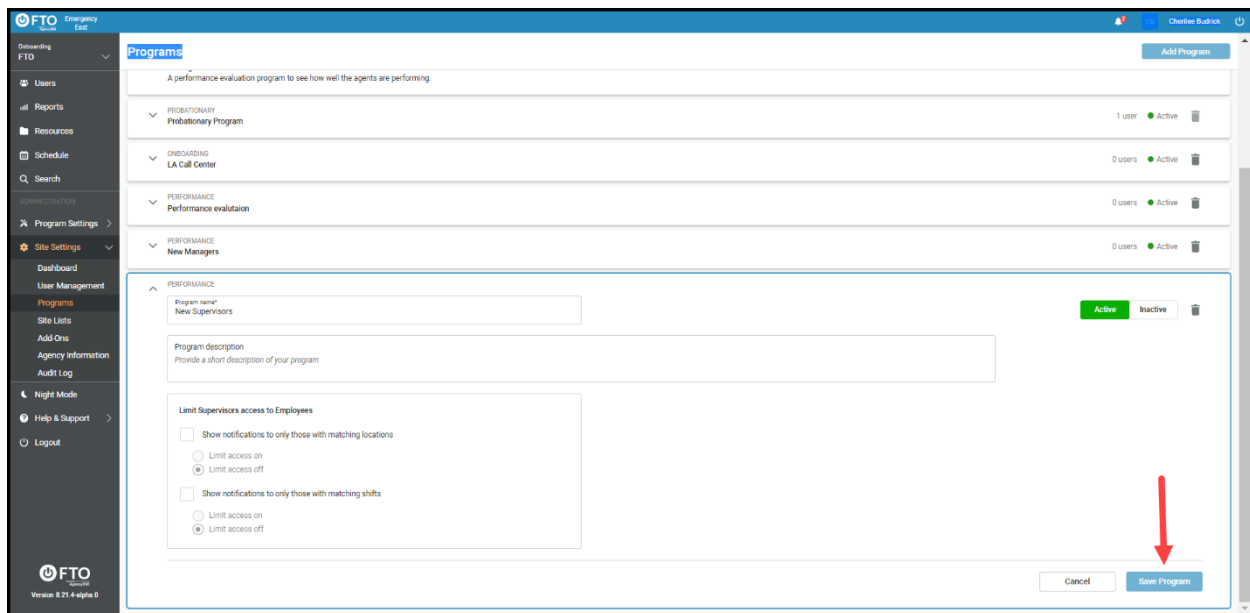 FTO
Emergency
East
7
CB
Cherilee Budrick
Onboarding
FTO
Users
Reports
Resources
Schedule
Search
ADMINISTRATION
Program Settings
Site Settings
Dashboard
User Management
Programs
Site Lists
Add-Ons
Agency Information
Audit Log
Night Mode
Help & Support
Logout
FTO
Agency360
Version 8.21.4-alpha.0
Programs
Add Program
A performance evaluation program to see how well the agents are performing.
PROBATIONARY
Probationary Program
1 user
Active
ONBOARDING
LA Call Center
0 users
Active
PERFORMANCE
Performance evalutaion
0 users
Active
PERFORMANCE
New Managers
0 users
Active
PERFORMANCE
Program name*
New Supervisors
Active
Inactive
Program description
Provide a short description of your program
Limit Supervisors access to Employees
Show notifications to only those with matching locations
Limit access on
Limit access off
Show notifications to only those with matching shifts
Limit access on
Limit access off
Cancel
Save Program